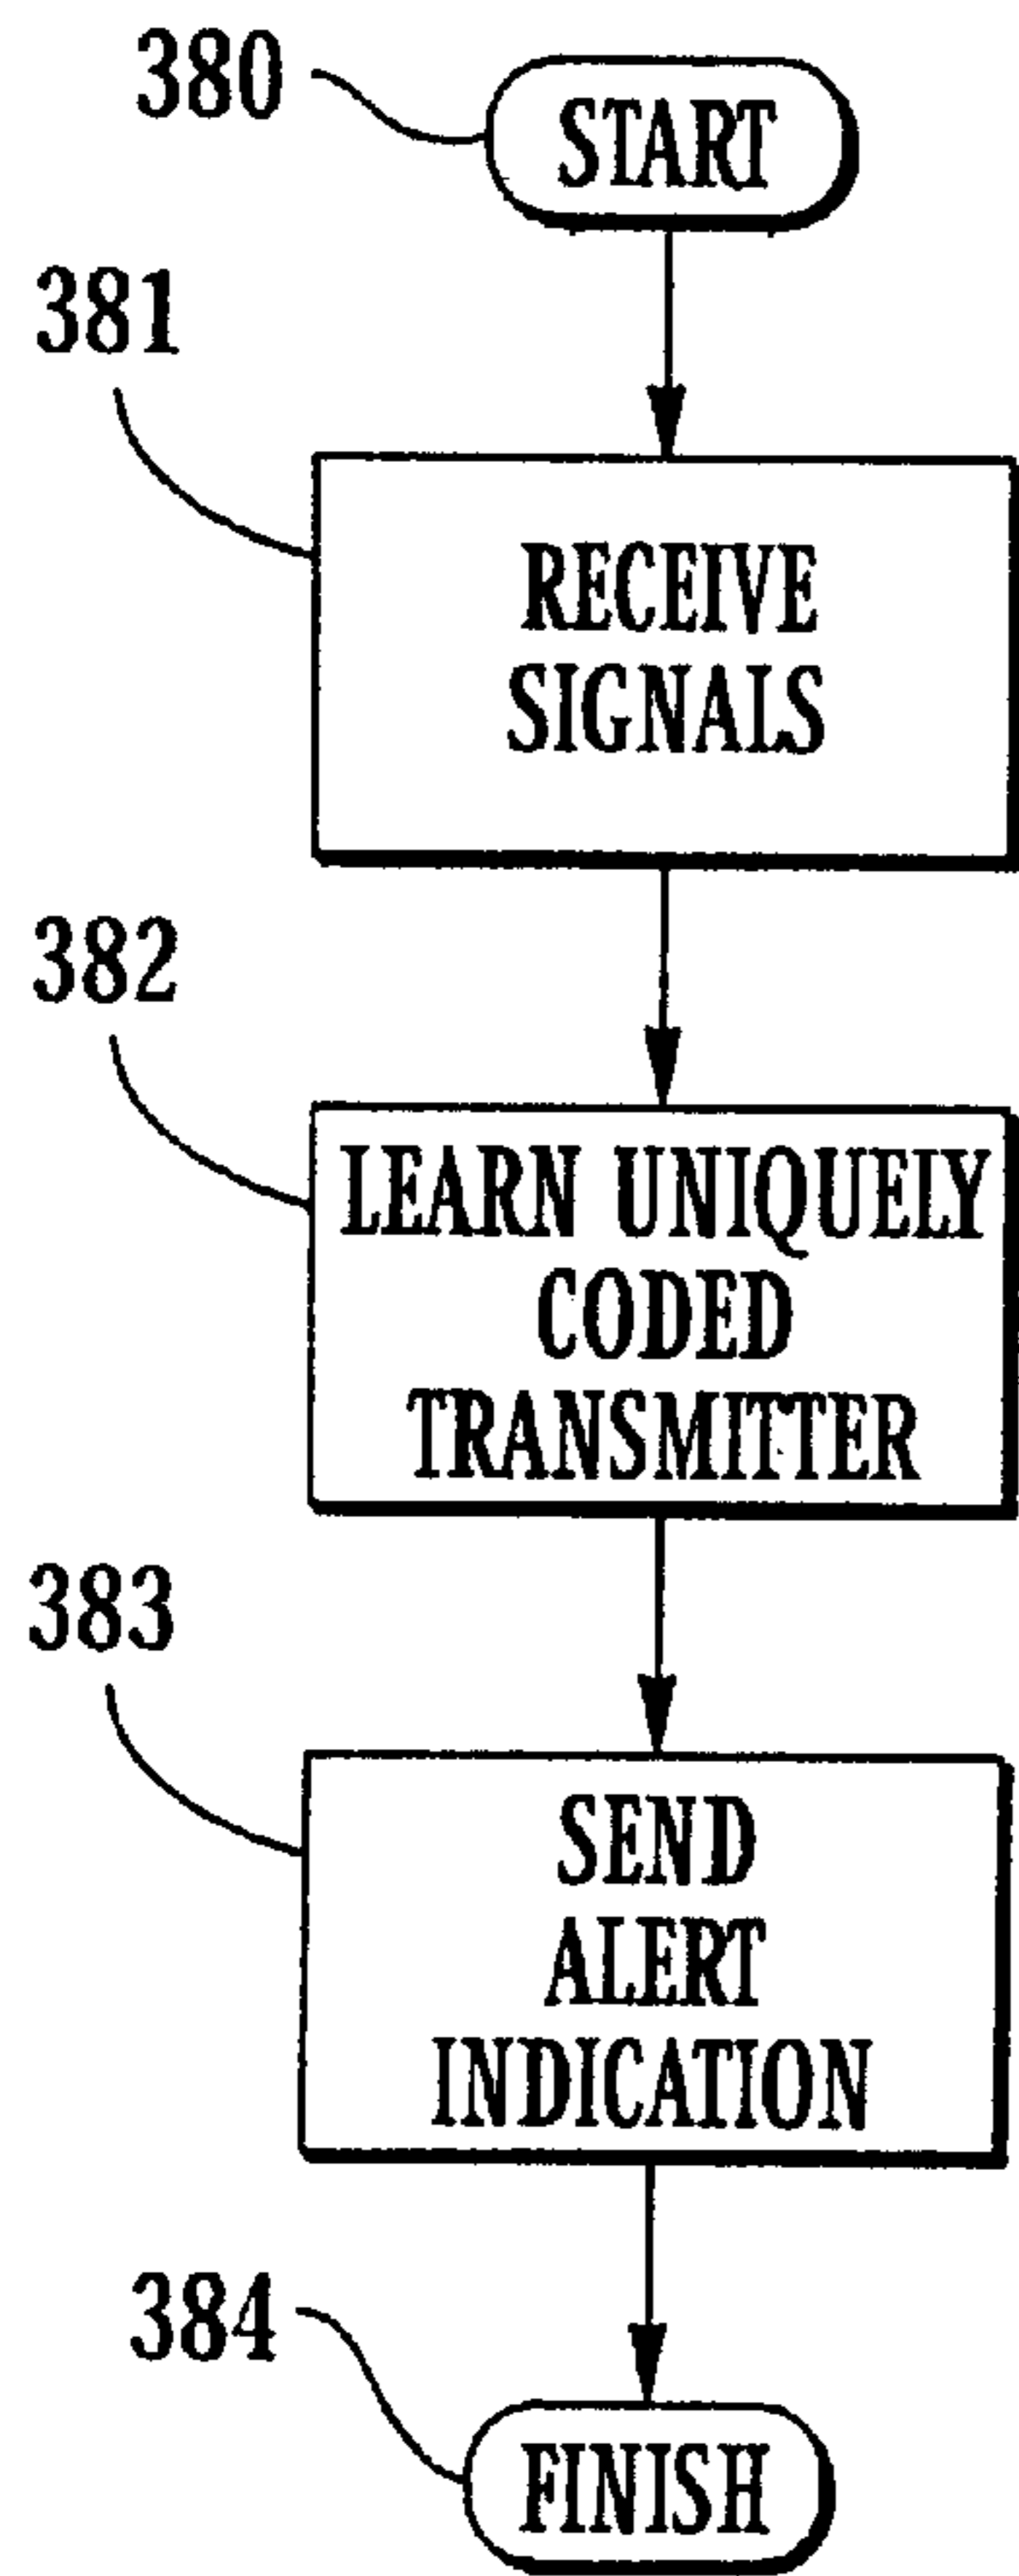 380
START
381
RECEIVE
SIGNALS
382
LEARN UNIQUELY
CODED
TRANSMITTER
383
SEND
ALERT
INDICATION
384
FINISH